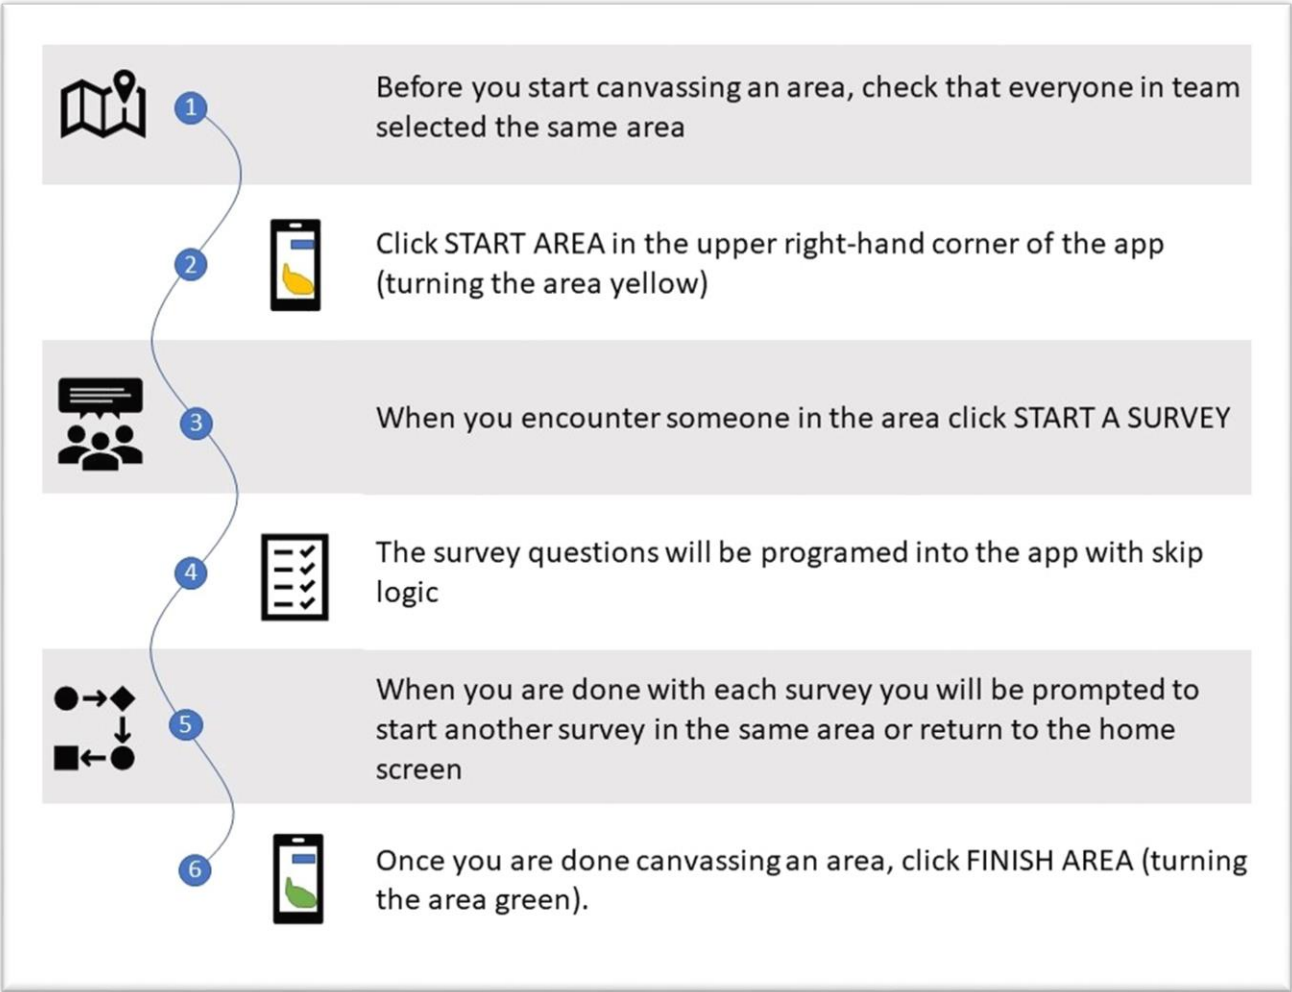 1
Before you start canvassing an area, check that everyone in team
selected the same area
2
Click START AREA in the upper right-hand corner of the app
(turning the area yellow)
3
When you encounter someone in the area click START A SURVEY
4
The survey questions will be programed into the app with skip
logic
5
When you are done with each survey you will be prompted to
start another survey in the same area or return to the home
screen
6
Once you are done canvassing an area, click FINISH AREA (turning
the area green).